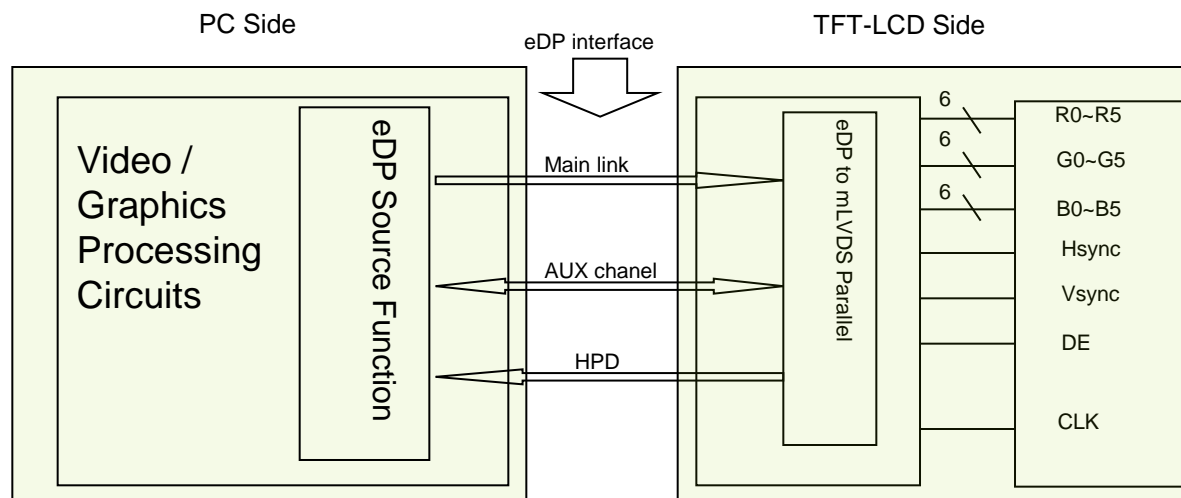 PC Side
TFT-LCD Side
eDP interface
Video /
Graphics
Processing
Circuits
eDP Source Function
Main link
AUX chanel
HPD
eDP to mLVDS Parallel
6
R0~R5
6
G0~G5
6
B0~B5
Hsync
Vsync
DE
CLK